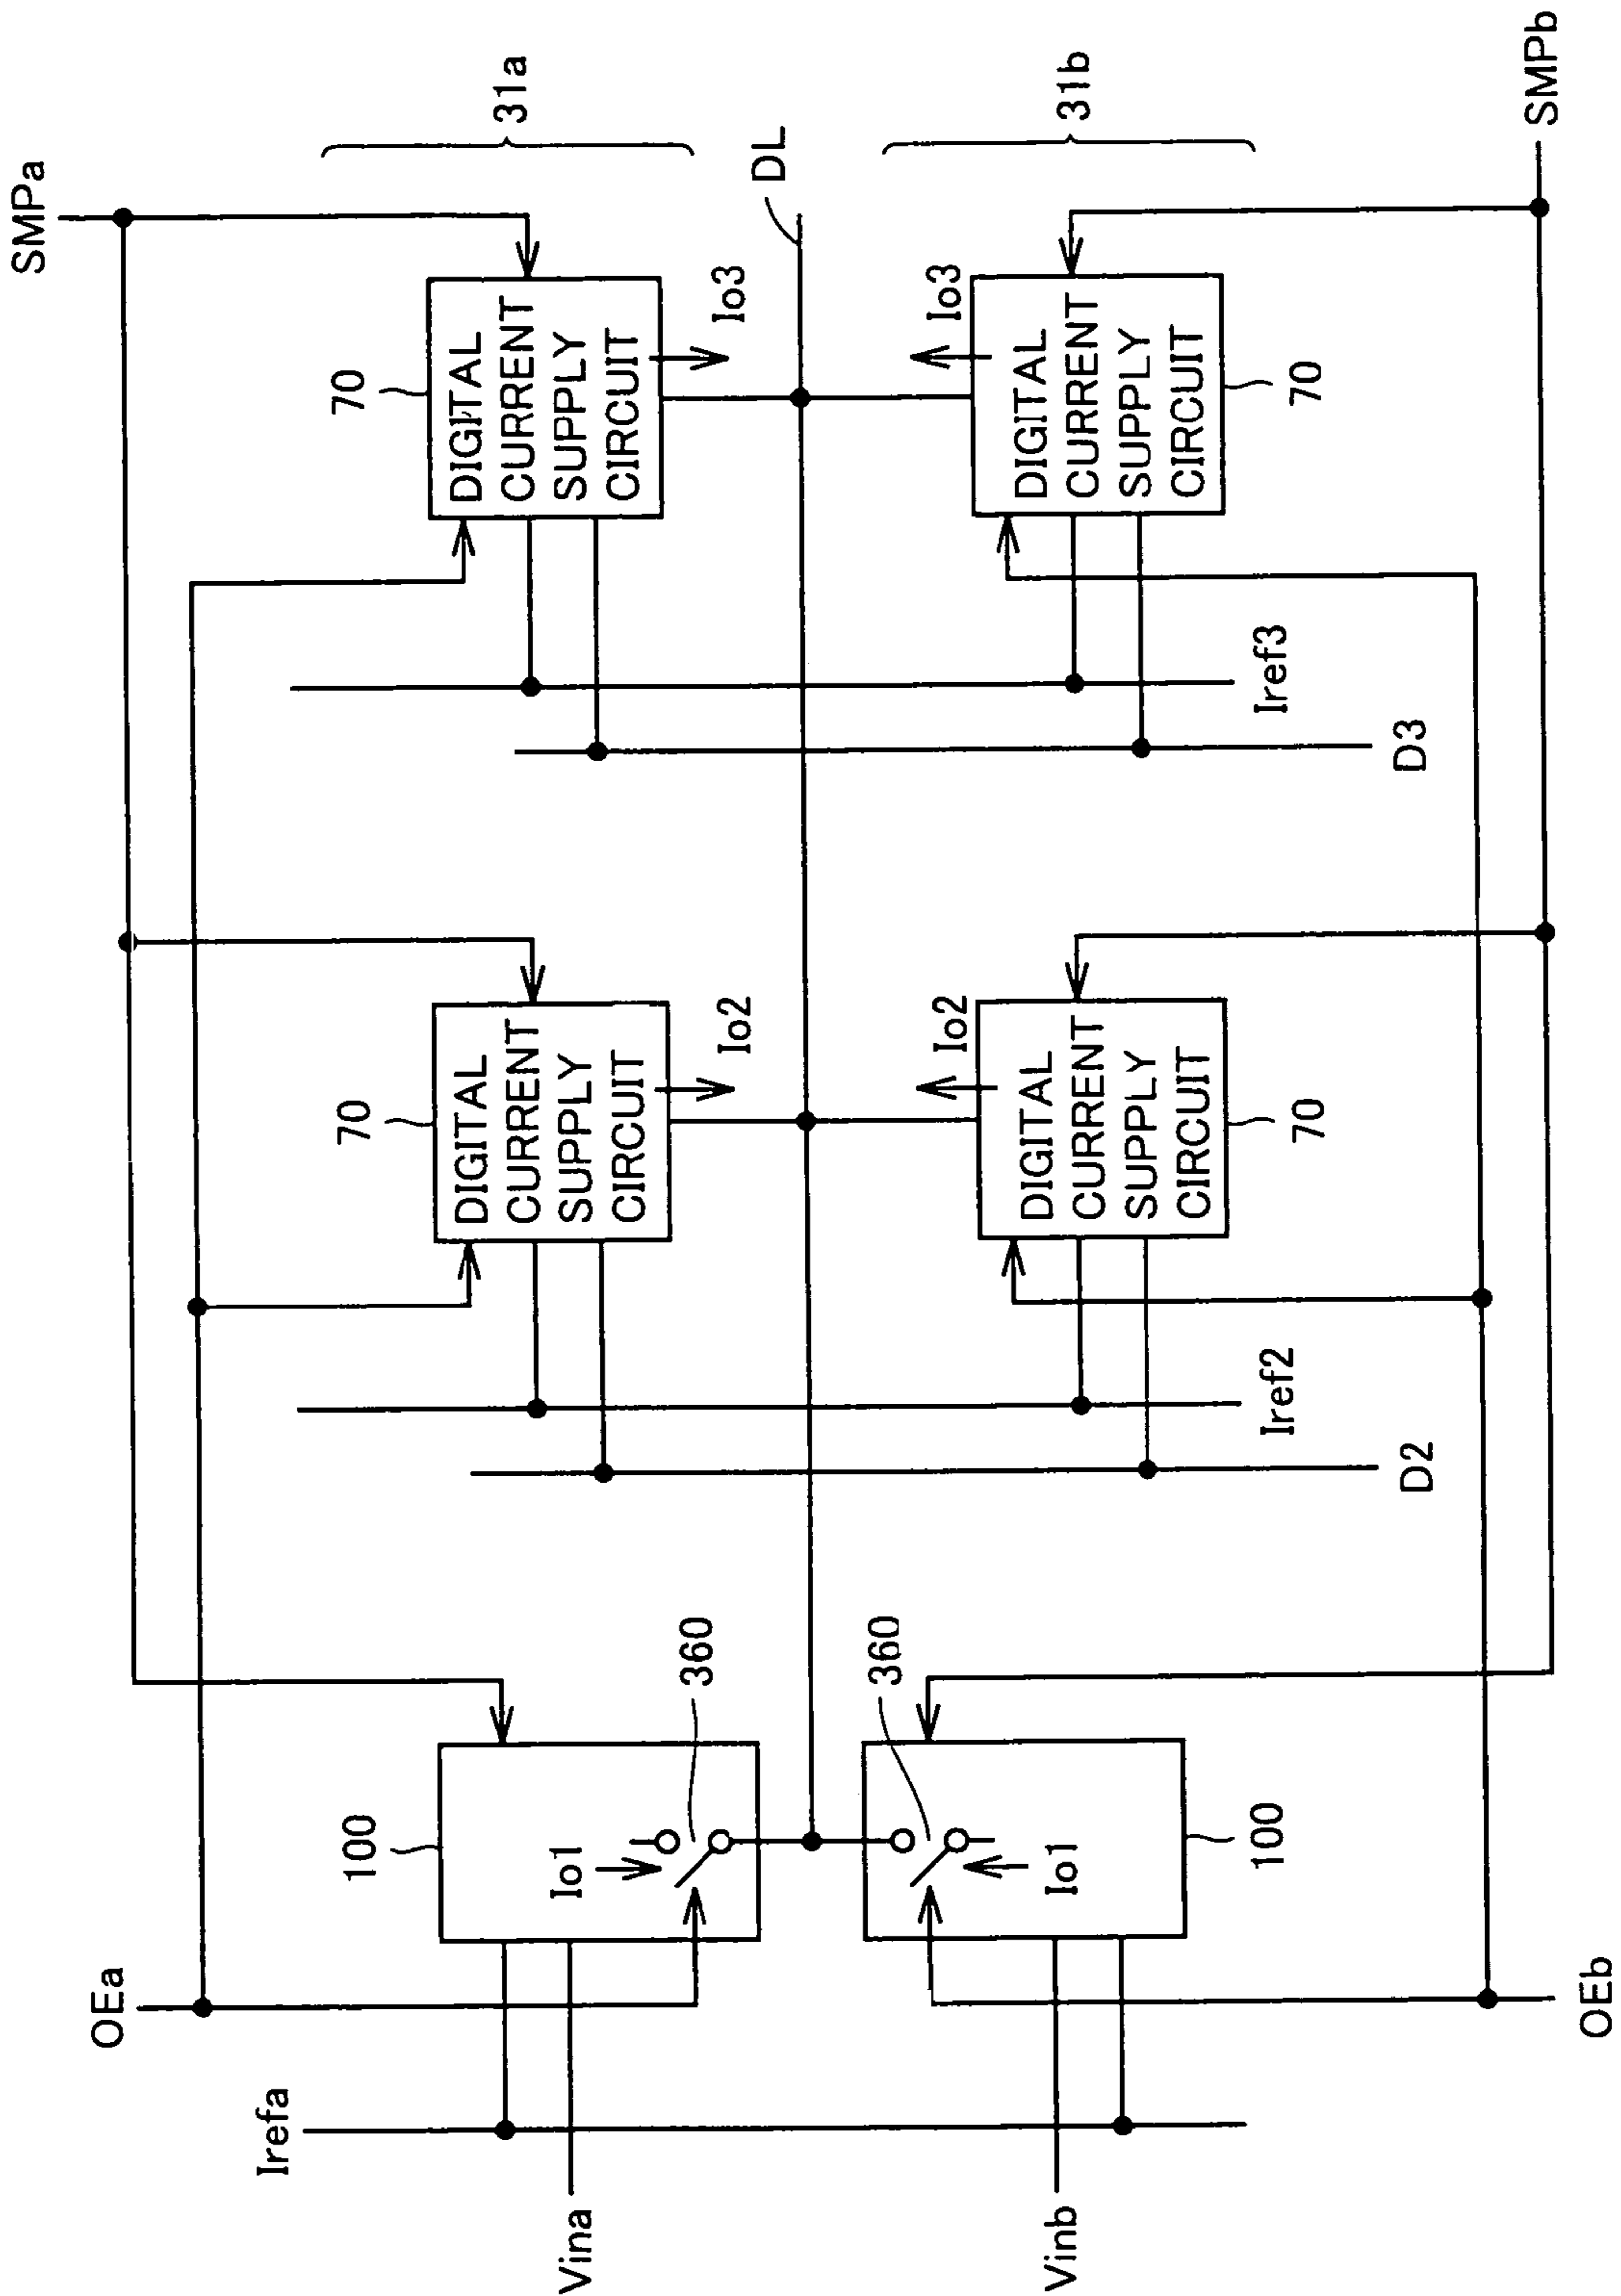 SMPa
31a
DL
31b
SMPb
70
DIGITAL
CURRENT
SUPPLY
CIRCUIT
Io3
Io3
DIGITAL
CURRENT
SUPPLY
CIRCUIT
70
Iref3
D3
70
DIGITAL
CURRENT
SUPPLY
CIRCUIT
Io2
Io2
DIGITAL
CURRENT
SUPPLY
CIRCUIT
70
Iref2
D2
360
360
100
Io1
Io1
100
OEa
OEb
Irefa
Vina
Vinb